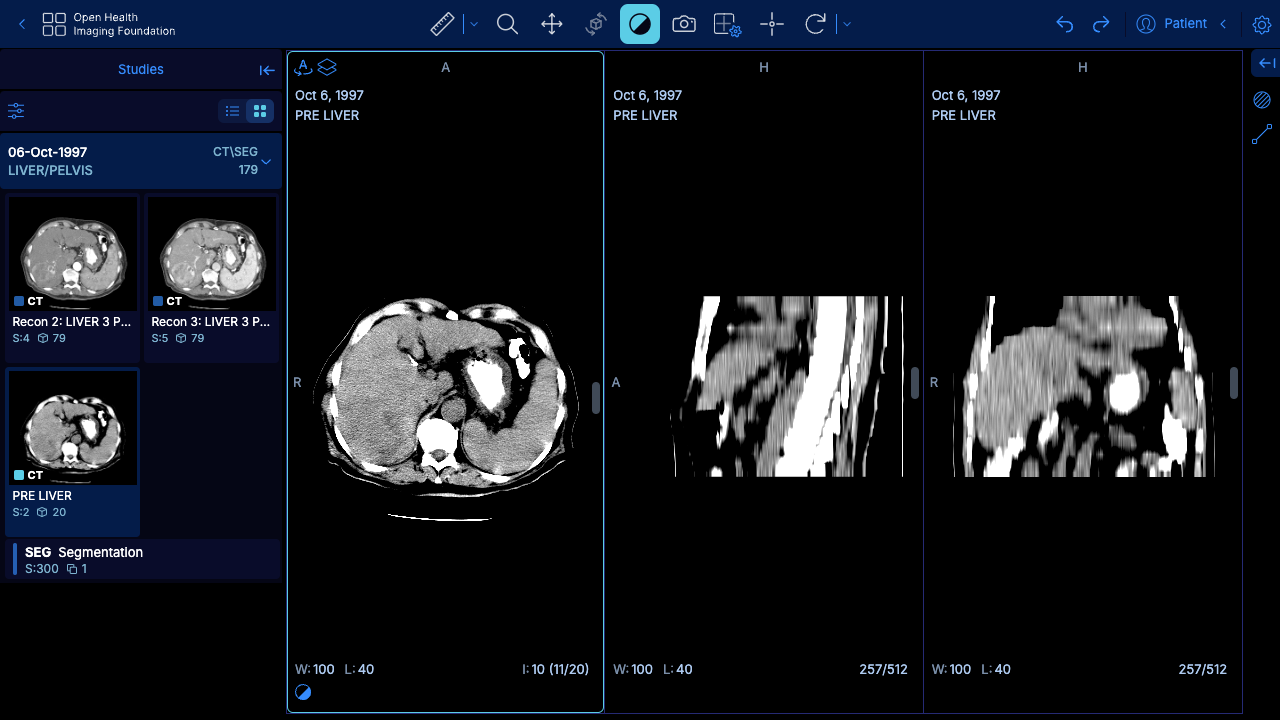 Open Health
Imaging Foundation
Patient
Studies
06-Oct-1997
CT\SEG
LIVER/PELVIS
179
CT
CT
Recon 2: LIVER 3 P...
Recon 3: LIVER 3 P...
S:4 79
S:5 79
CT
PRE LIVER
S:2 20
SEG Segmentation
S:300 1
A
A
Oct 6, 1997
PRE LIVER
R
W: 100 L: 40
I: 10 (11/20)
H
Oct 6, 1997
PRE LIVER
A
W: 100 L: 40
257/512
H
Oct 6, 1997
PRE LIVER
R
W: 100 L: 40
257/512